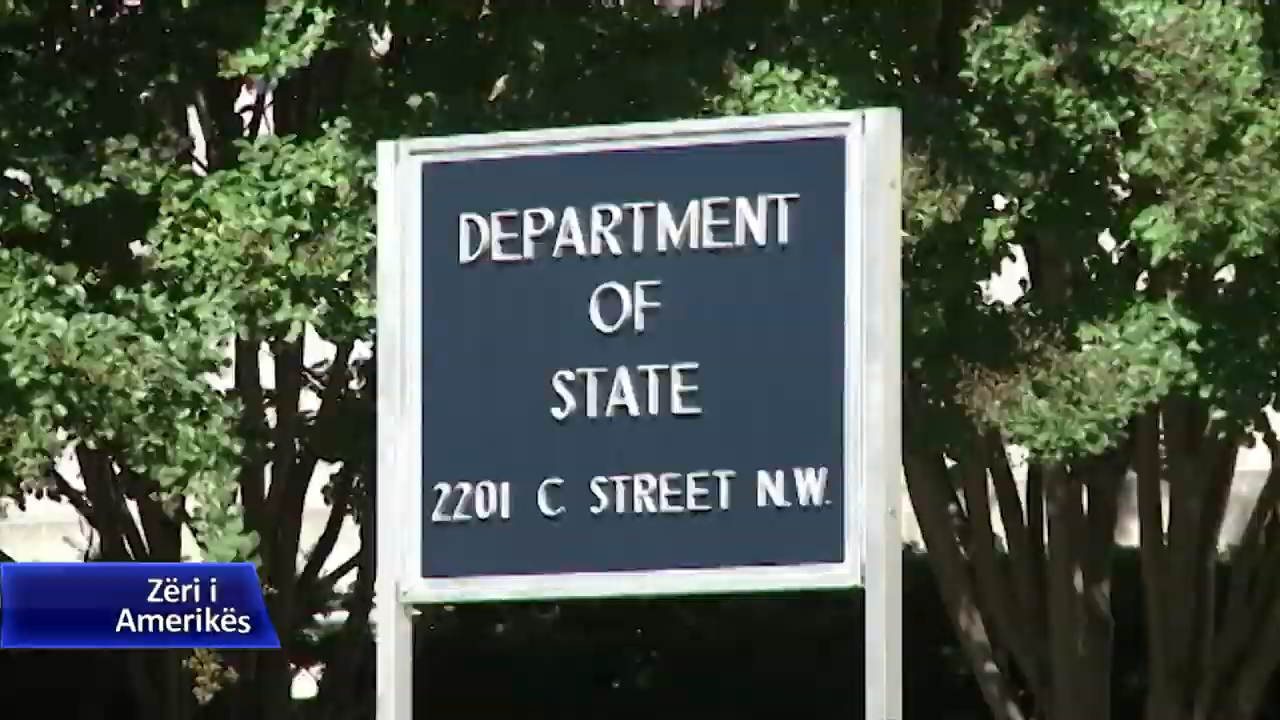 DEPARTMENT
OF
STATE
2201 C STREET N.W.
Zëri i
Amerikës